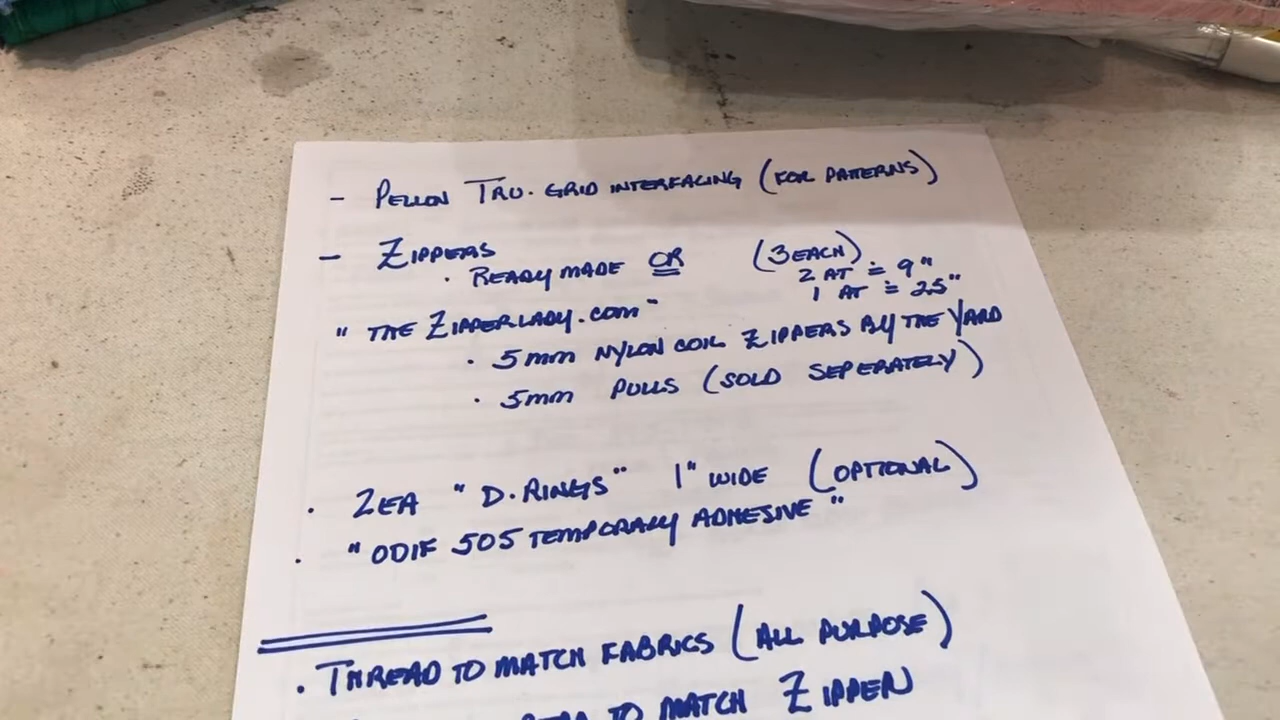 - PELLON TRU-GRID INTERFACING (FOR PATTERNS)
- ZIPPERS
· READY MADE OR (3 EACH)
2 AT ≐ 9"
1 AT ≐ 25"
" THE ZIPPERLADY.COM "
· 5mm NYLON COIL ZIPPERS BY THE YARD
· 5mm PULLS (SOLD SEPERATELY)
· 2EA " D-RINGS " 1" WIDE (OPTIONAL)
· " ODIF 505 TEMPORARY ADHESIVE "
· THREAD TO MATCH FABRICS (ALL PURPOSE)
TO MATCH ZIPPER